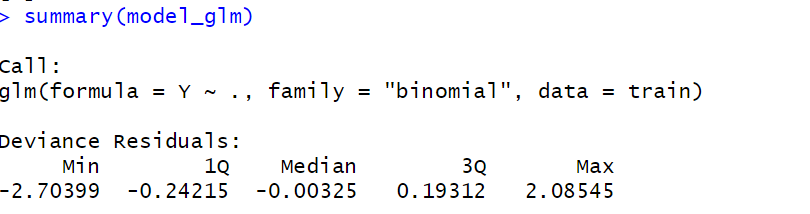 > summary(model_glm)
Call:
glm(formula = Y ~ ., family = "binomial", data = train)
Deviance Residuals:
Min 1Q Median 3Q Max
-2.70399 -0.24215 -0.00325 0.19312 2.08545